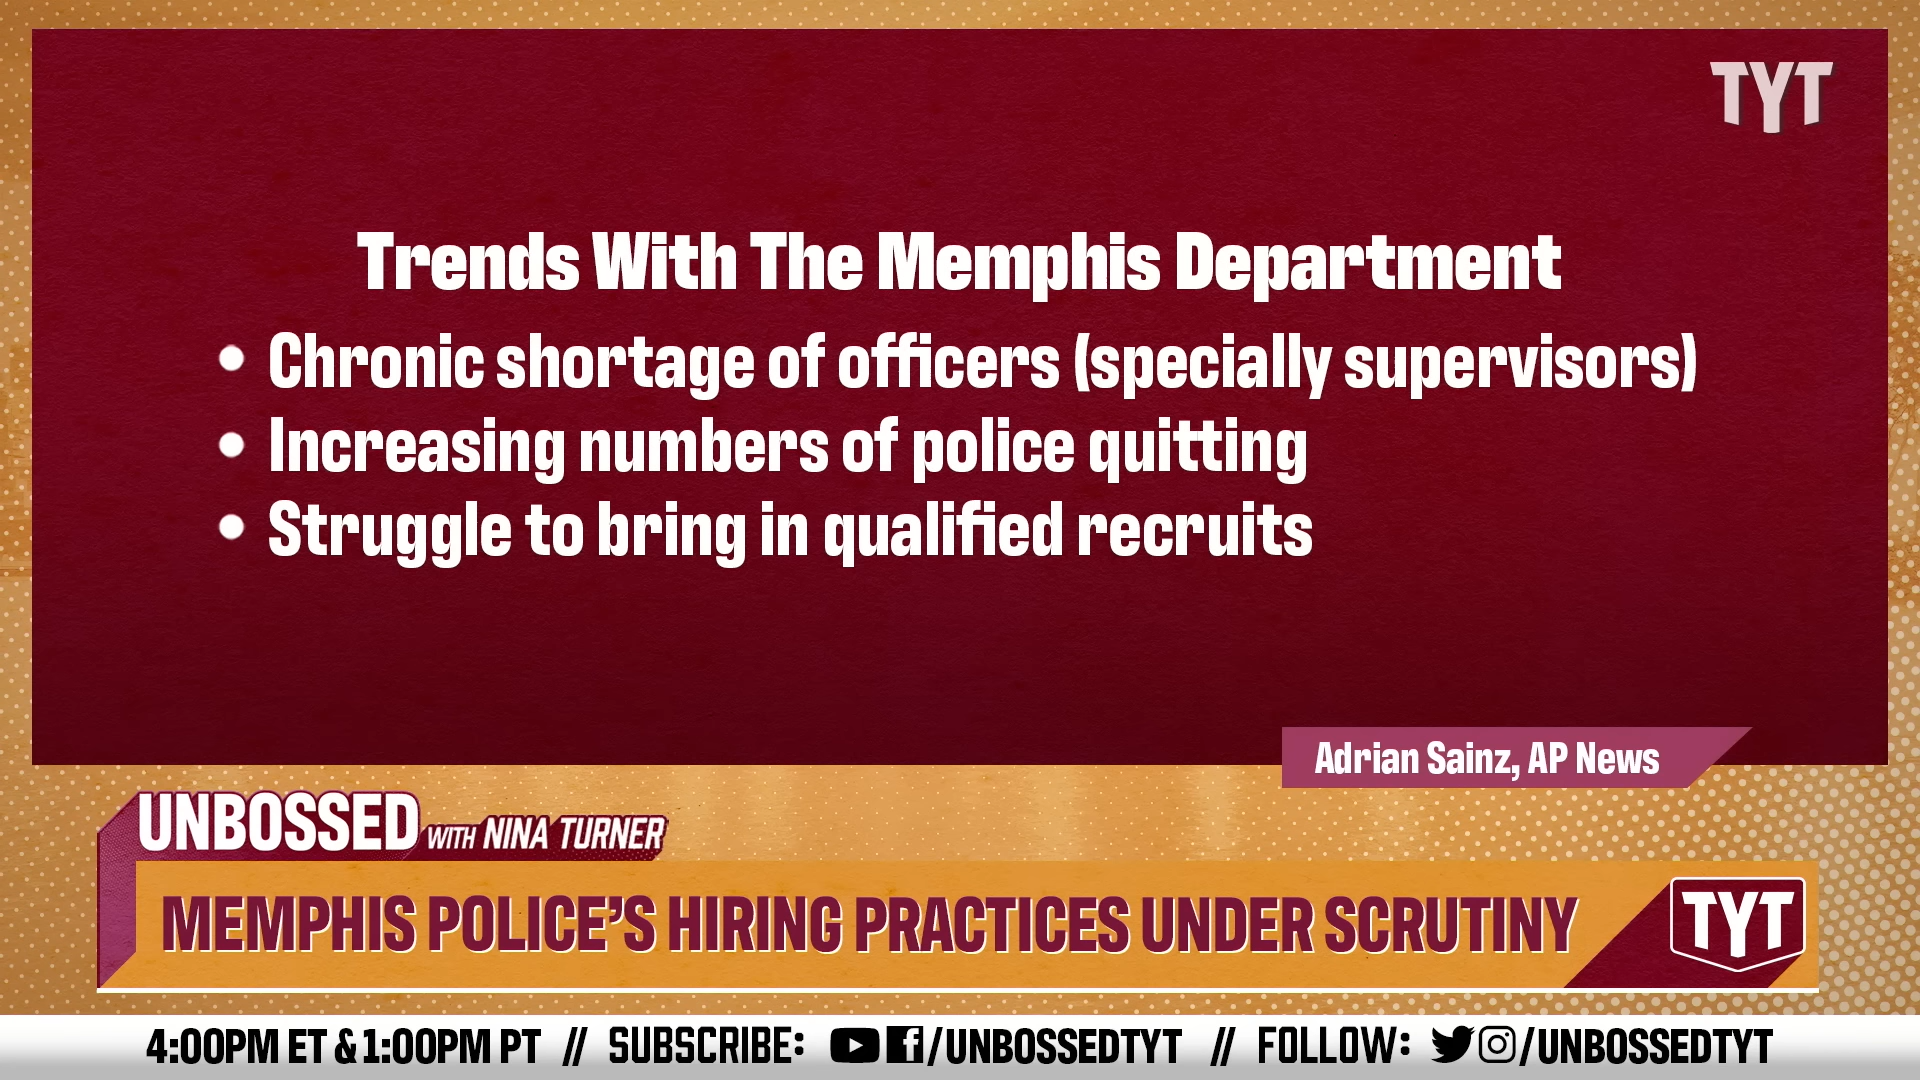 TYT
Trends With The Memphis Department
• Chronic shortage of officers (specially supervisors)
• Increasing numbers of police quitting
• Struggle to bring in qualified recruits
Adrian Sainz, AP News
UNBOSSED WITH NINA TURNER
MEMPHIS POLICE'S HIRING PRACTICES UNDER SCRUTINY
TYT
4:00PM ET & 1:00PM PT // SUBSCRIBE: /UNBOSSEDTYT // FOLLOW: /UNBOSSEDTYT